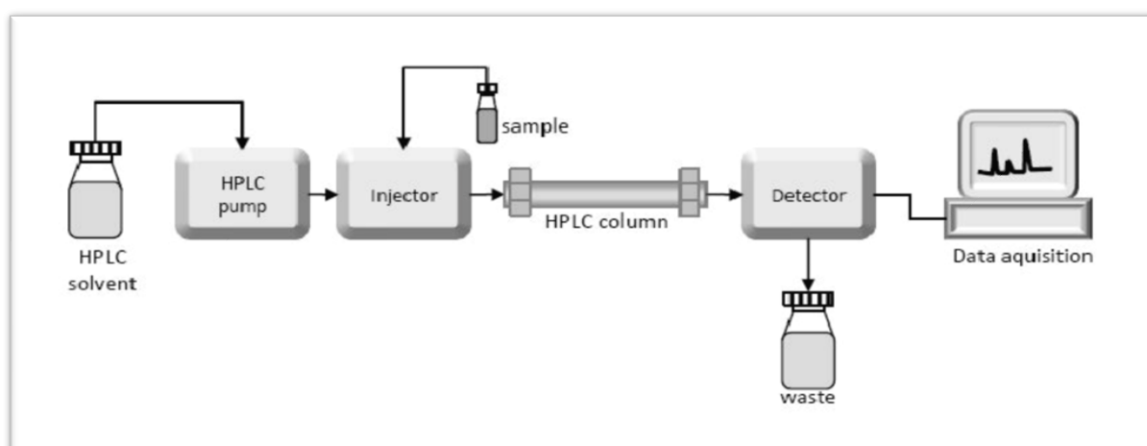 HPLC
solvent
HPLC
pump
Injector
sample
HPLC column
Detector
waste
Data aquisition